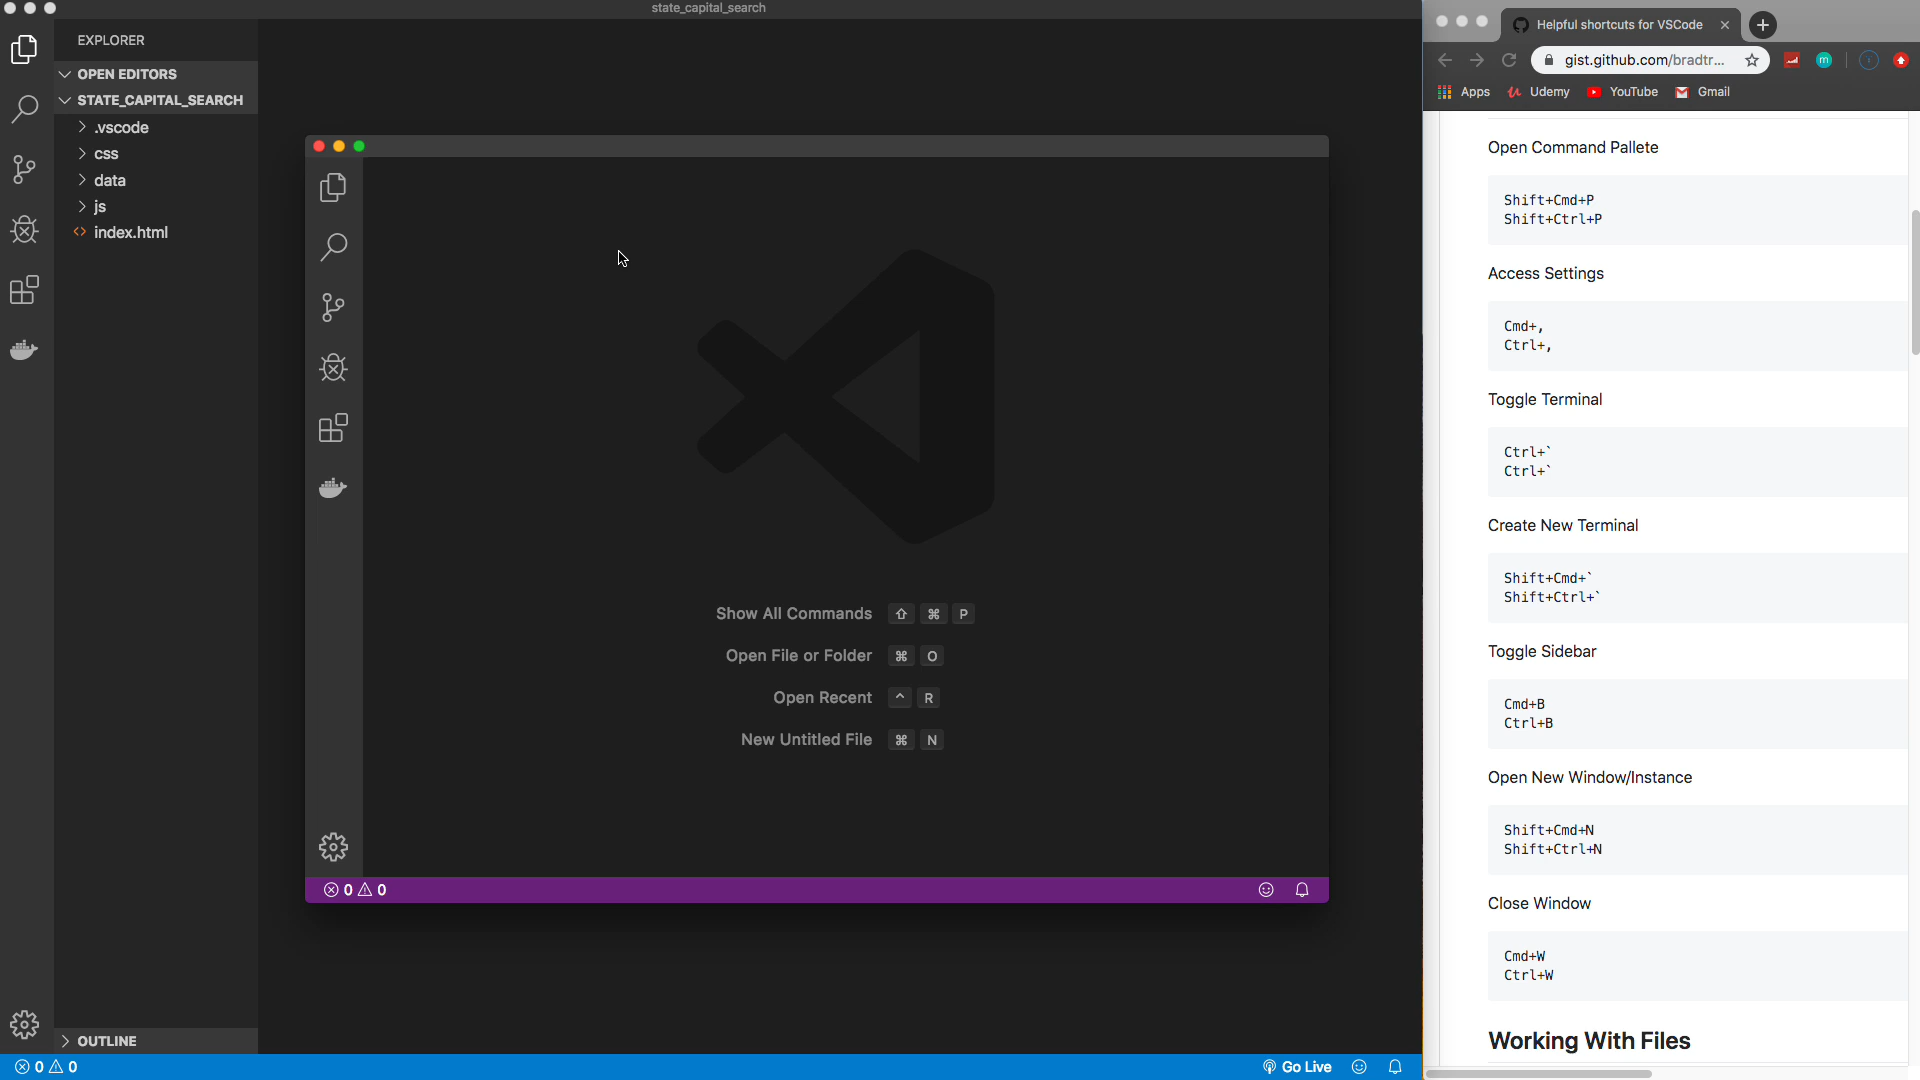 state_capital_search
EXPLORER
OPEN EDITORS
STATE_CAPITAL_SEARCH
.vscode
css
data
js
index.html
OUTLINE
0 0
Go Live
Show All Commands ⇧ ⌘ P
Open File or Folder ⌘ O
Open Recent ^ R
New Untitled File ⌘ N
0 0
Helpful shortcuts for VSCode
gist.github.com/bradtr...
m
Apps Udemy YouTube Gmail
Open Command Pallete
Shift+Cmd+P
Shift+Ctrl+P
Access Settings
Cmd+,
Ctrl+,
Toggle Terminal
Ctrl+`
Ctrl+`
Create New Terminal
Shift+Cmd+`
Shift+Ctrl+`
Toggle Sidebar
Cmd+B
Ctrl+B
Open New Window/Instance
Shift+Cmd+N
Shift+Ctrl+N
Close Window
Cmd+W
Ctrl+W
Working With Files